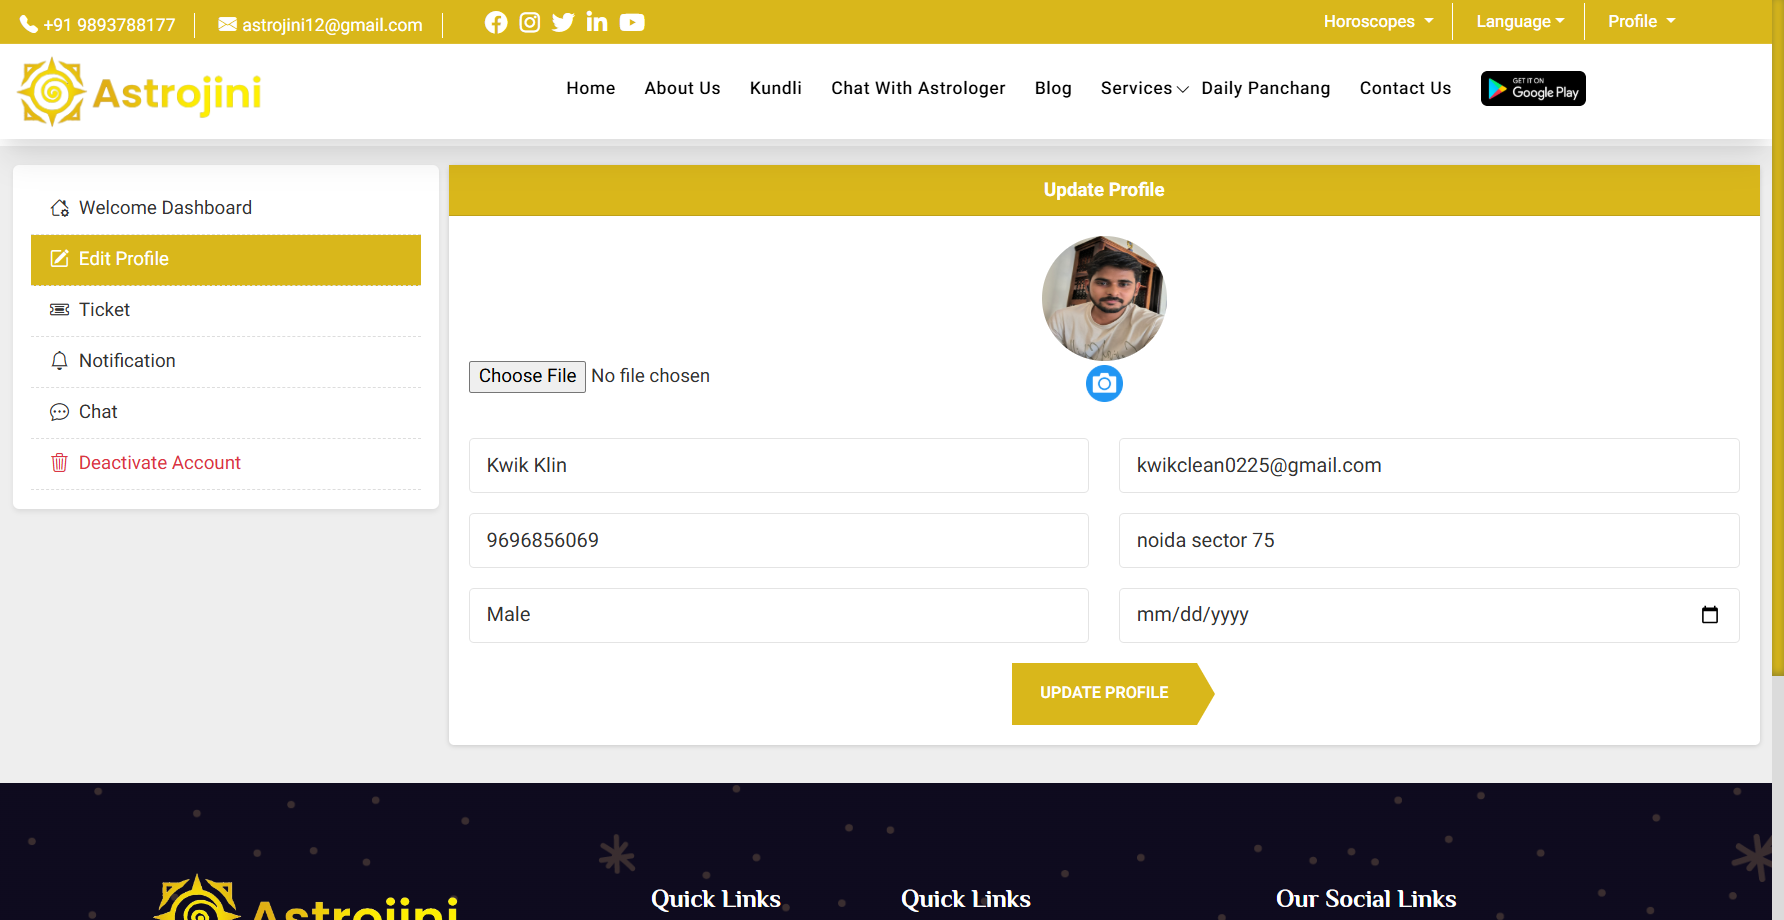 +91 9893788177
astrojini12@gmail.com
Horoscopes
Language
Profile
Astrojini
Home
About Us
Kundli
Chat With Astrologer
Blog
Services
Daily Panchang
Contact Us
GET IT ON
Google Play
Welcome Dashboard
Edit Profile
Ticket
Notification
Chat
Deactivate Account
Update Profile
Choose File No file chosen
Kwik Klin
kwikclean0225@gmail.com
9696856069
noida sector 75
Male
mm/dd/yyyy
UPDATE PROFILE
Astrojini
Quick Links
Quick Links
Our Social Links